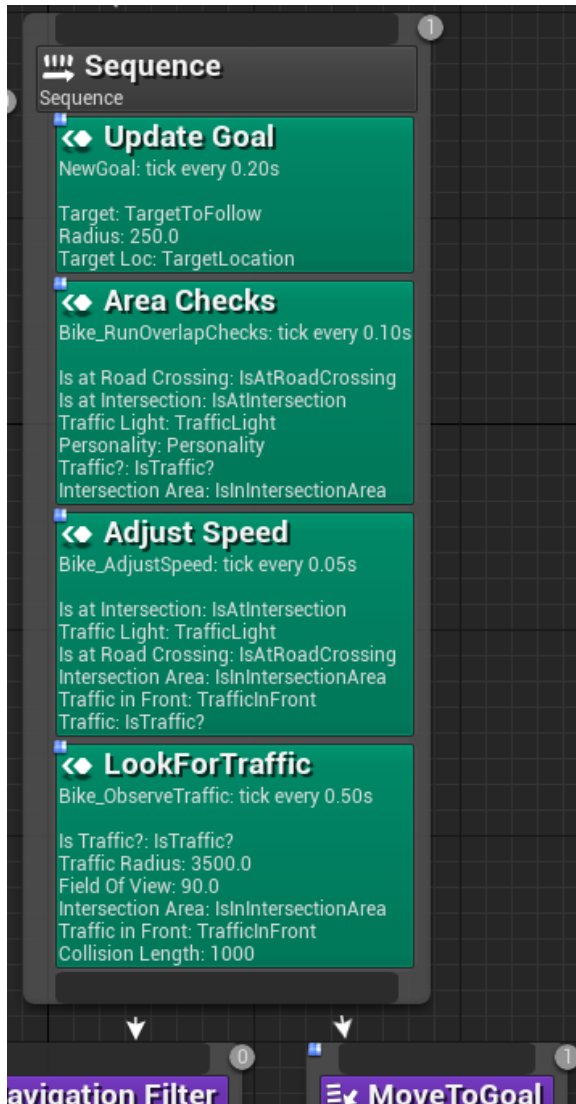 1
Sequence
Sequence
Update Goal
NewGoal: tick every 0.20s
Target: TargetToFollow
Radius: 250.0
Target Loc: TargetLocation
Area Checks
Bike_RunOverlapChecks: tick every 0.10s
Is at Road Crossing: IsAtRoadCrossing
Is at Intersection: IsAtIntersection
Traffic Light: TrafficLight
Personality: Personality
Traffic?: IsTraffic?
Intersection Area: IsInIntersectionArea
Adjust Speed
Bike_AdjustSpeed: tick every 0.05s
Is at Intersection: IsAtIntersection
Traffic Light: TrafficLight
Is at Road Crossing: IsAtRoadCrossing
Intersection Area: IsInIntersectionArea
Traffic in Front: TrafficInFront
Traffic: IsTraffic?
LookForTraffic
Bike_ObserveTraffic: tick every 0.50s
Is Traffic?: IsTraffic?
Traffic Radius: 3500.0
Field Of View: 90.0
Intersection Area: IsInIntersectionArea
Traffic in Front: TrafficInFront
Collision Length: 1000
0
1
avigation Filter
MoveToGoal